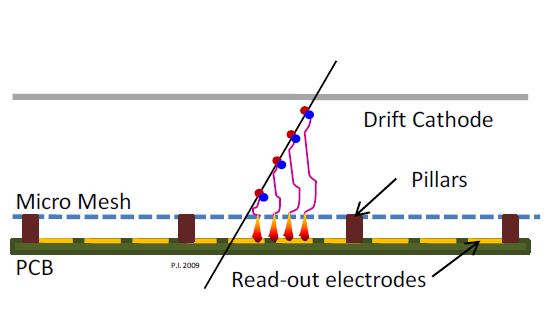 Drift Cathode
Pillars
Micro Mesh
PCB
P.I. 2009
Read-out electrodes